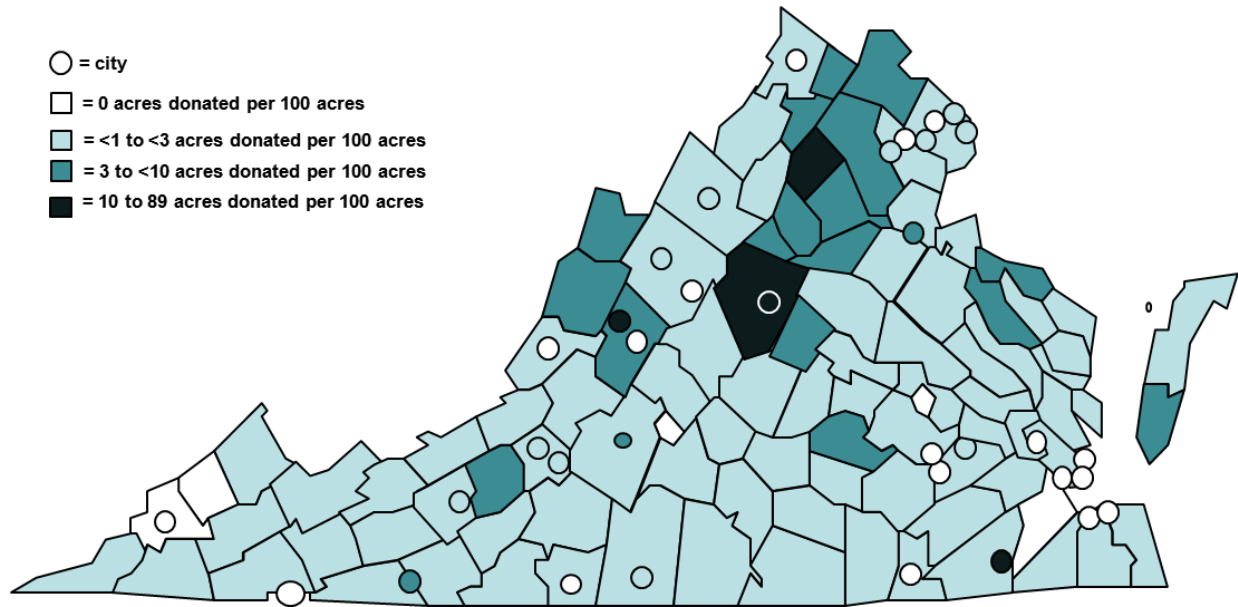 = city
= 0 acres donated per 100 acres
= <1 to <3 acres donated per 100 acres
= 3 to <10 acres donated per 100 acres
= 10 to 89 acres donated per 100 acres